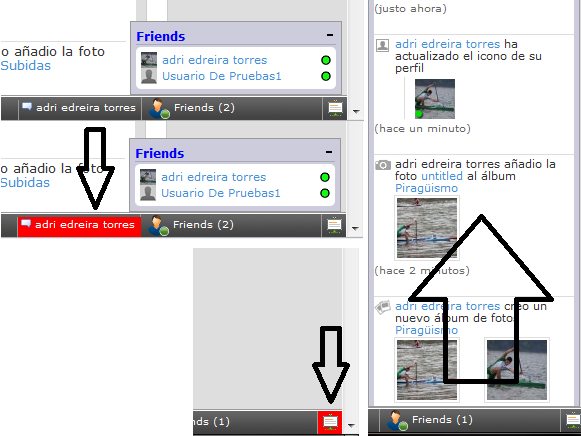 Friends -
adri edreira torres
Usuario De Pruebas1
o añadio la foto
Subidas
adri edreira torres Friends (2)
Friends -
adri edreira torres
Usuario De Pruebas1
o añadio la foto
Subidas
adri edreira torres Friends (2)
nds (1)
(justo ahora)
adri edreira torres ha
actualizado el icono de su
perfil
(hace un minuto)
adri edreira torres añadio la
foto untitled al álbum
Piragüismo
(hace 2 minutos)
adri edreira torres creo un
nuevo álbum de foto
Piragüismo
Friends (1)